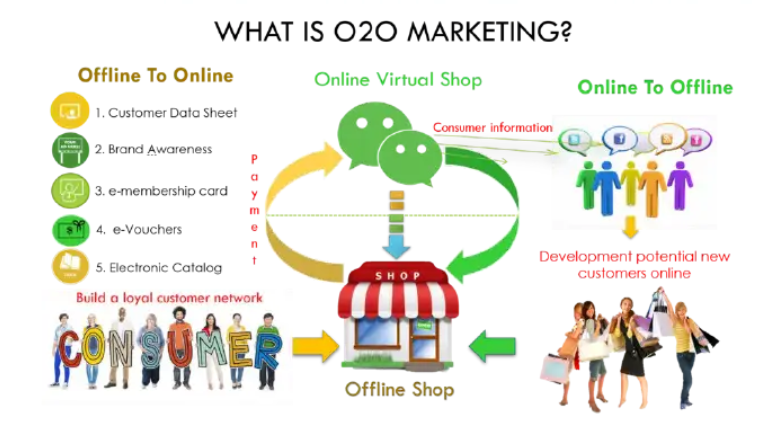 WHAT IS O2O MARKETING?
Offline To Online
1. Customer Data Sheet
2. Brand Awareness
3. e-membership card
4. e-Vouchers
5. Electronic Catalog
Build a loyal customer network
CONSUMER
Payment
Online Virtual Shop
Consumer information
SHOP
Offline Shop
Online To Offline
Development potential new
customers online